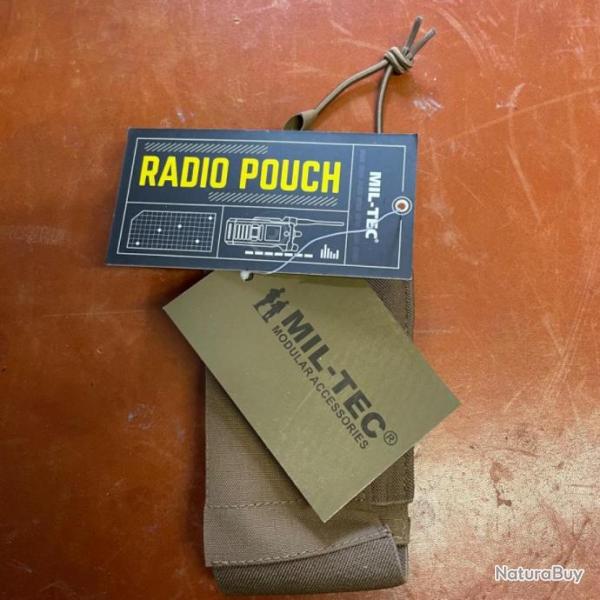 RADIO POUCH
MIL-TEC®
MIL-TEC®
MODULAR ACCESSORIES
NaturaBuy